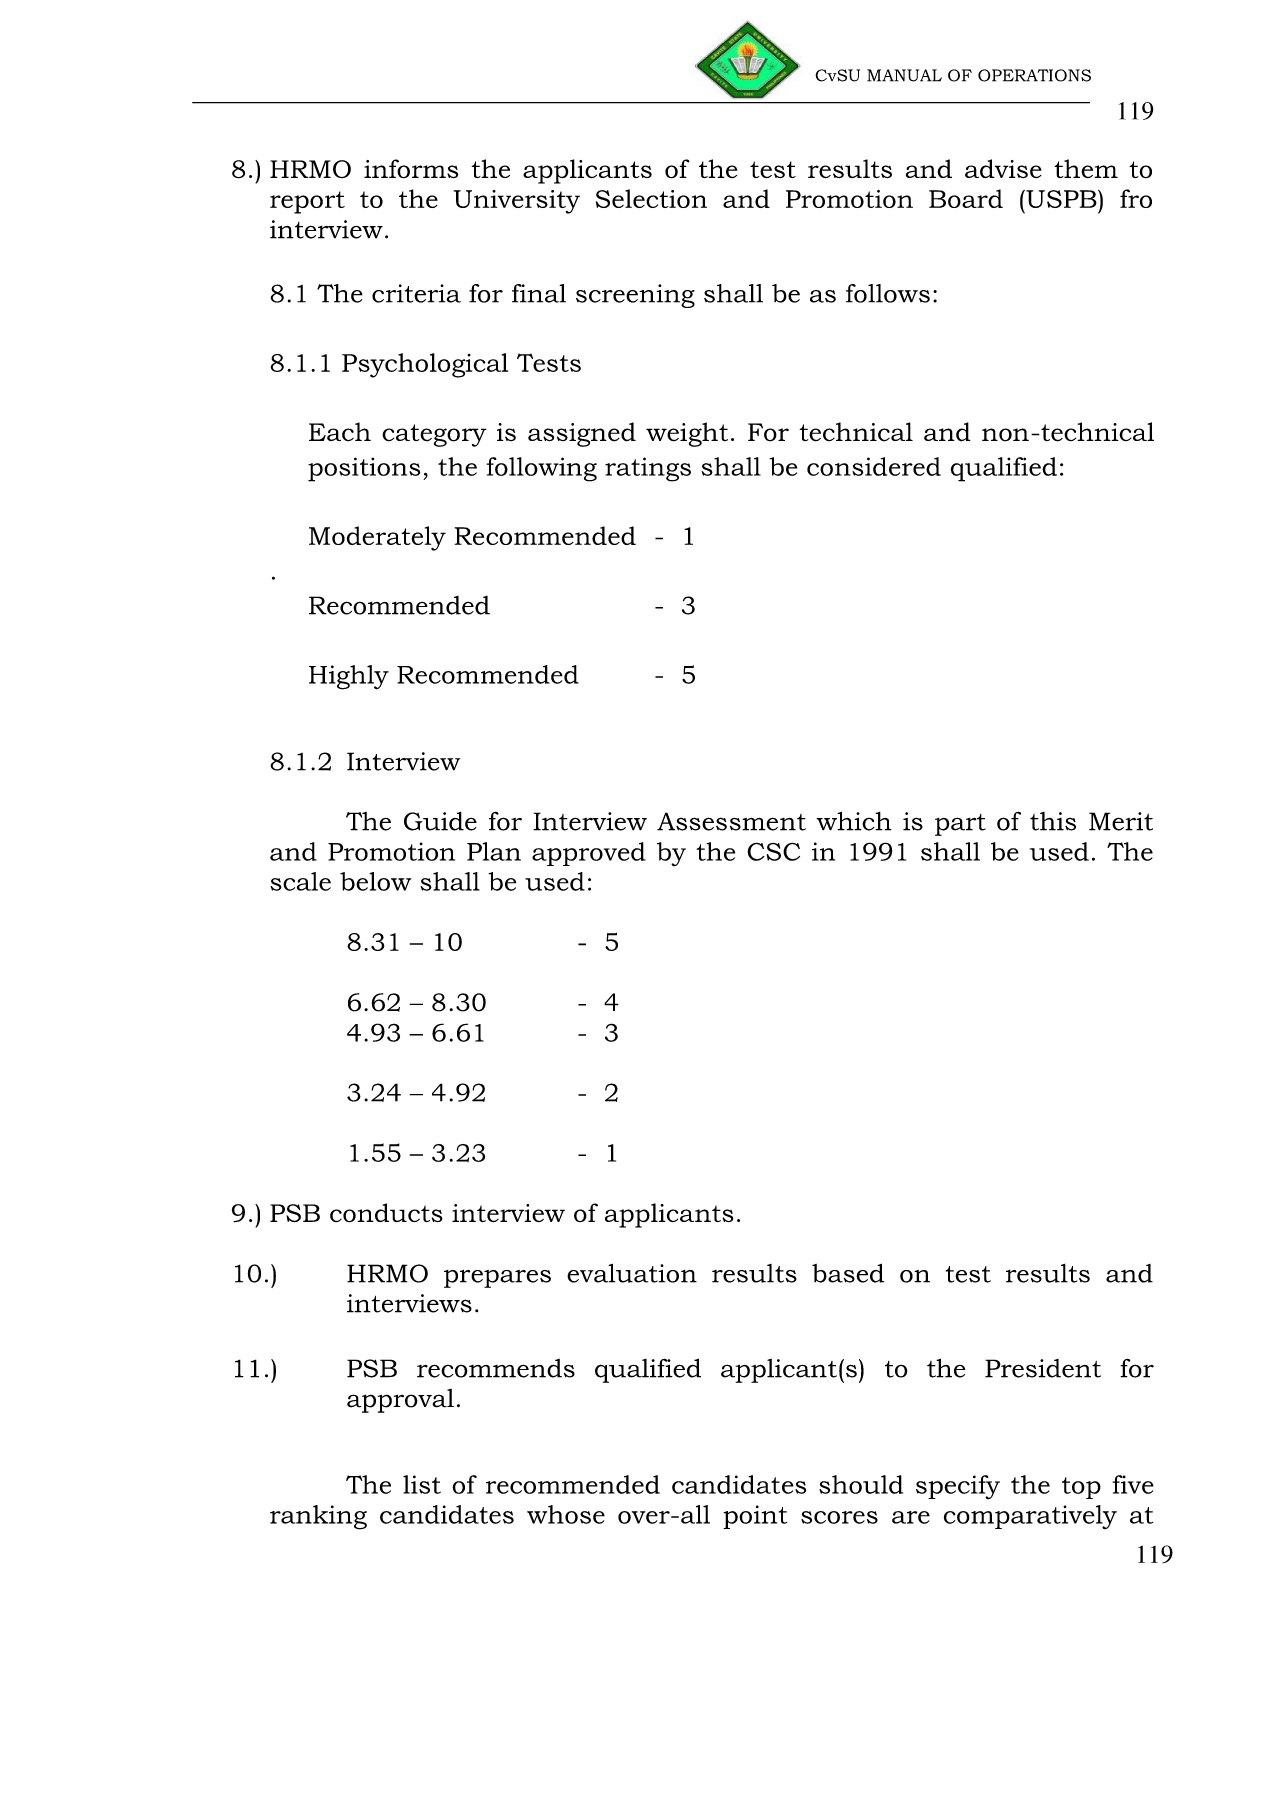 CvSU MANUAL OF OPERATIONS
119
8.) HRMO informs the applicants of the test results and advise them to
report to the University Selection and Promotion Board (USPB) fro
interview.
8.1 The criteria for final screening shall be as follows:
8.1.1 Psychological Tests
Each category is assigned weight. For technical and non-technical
positions, the following ratings shall be considered qualified:
Moderately Recommended - 1
.
Recommended - 3
Highly Recommended - 5
8.1.2 Interview
The Guide for Interview Assessment which is part of this Merit
and Promotion Plan approved by the CSC in 1991 shall be used. The
scale below shall be used:
8.31 – 10 - 5
6.62 – 8.30 - 4
4.93 – 6.61 - 3
3.24 – 4.92 - 2
1.55 – 3.23 - 1
9.) PSB conducts interview of applicants.
10.) HRMO prepares evaluation results based on test results and
interviews.
11.) PSB recommends qualified applicant(s) to the President for
approval.
The list of recommended candidates should specify the top five
ranking candidates whose over-all point scores are comparatively at
119